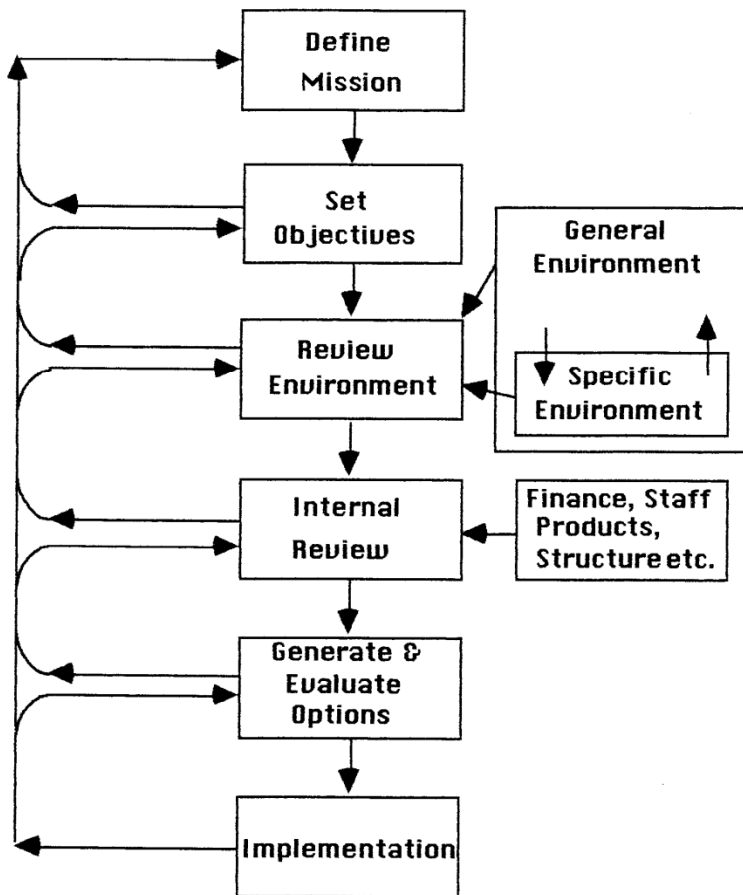 Define
Mission
Set
Objectives
General
Environment
Review
Environment
Specific
Environment
Internal
Review
Finance, Staff
Products,
Structure etc.
Generate &
Evaluate
Options
Implementation